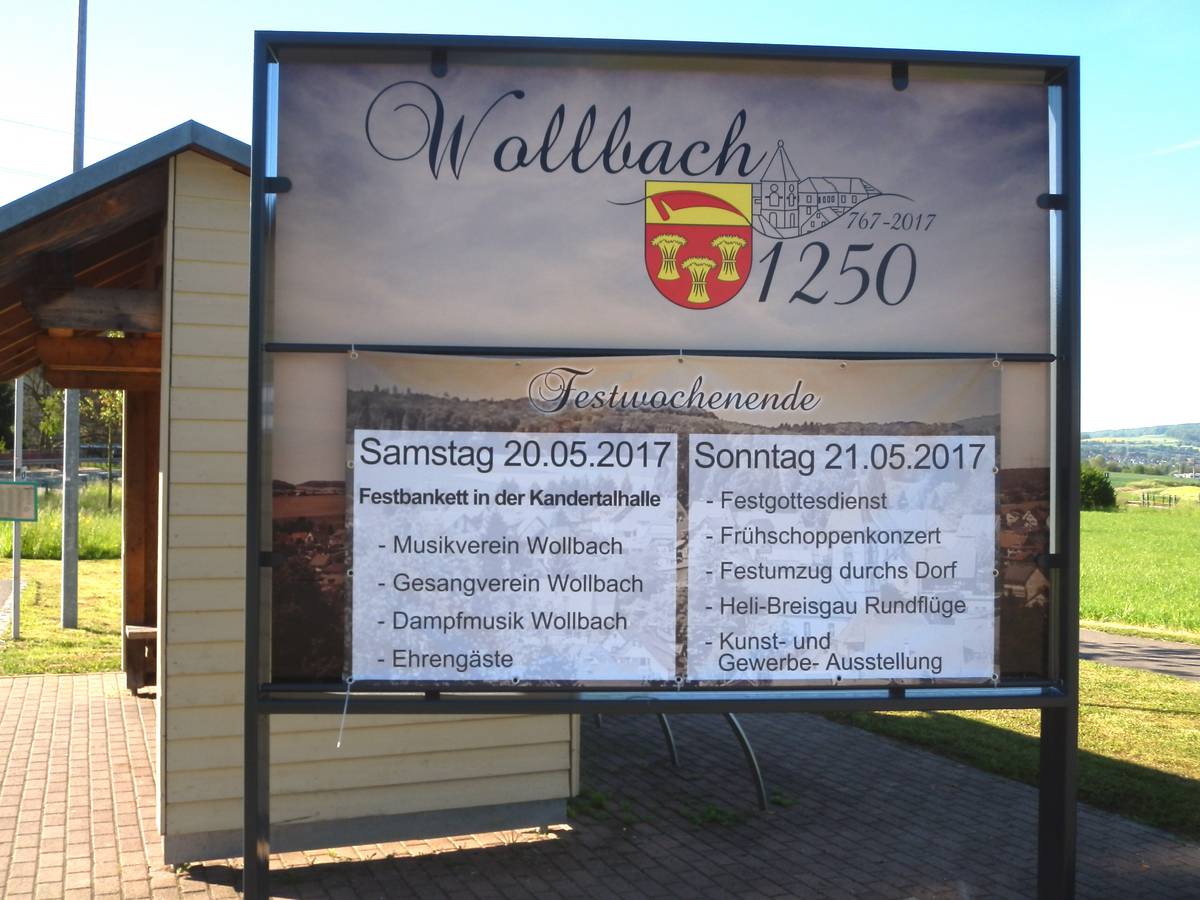 Wollbach
767-2017
1250
Festwochenende
Samstag 20.05.2017
Festbankett in der Kandertalhalle
- Musikverein Wollbach
- Gesangverein Wollbach
- Dampfmusik Wollbach
- Ehrengäste
Sonntag 21.05.2017
- Festgottesdienst
- Frühschoppenkonzert
- Festumzug durchs Dorf
- Heli-Breisgau Rundflüge
- Kunst- und
Gewerbe- Ausstellung